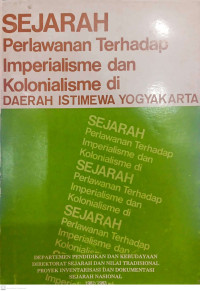 SEJARAH
Perlawanan Terhadap
Imperialisme dan
Kolonialisme di
DAERAH ISTIMEWA YOGYAKARTA
SEJARAH
Perlawanan Terhadap
Imperialisme dan
Kolonialisme di
SEJARAH
Perlawanan Terhadap
Imperialisme dan
Kolonialisme di
SEJARAH
Perlawanan Terhadap
Imperialisme dan
Kolonialisme di
DEPARTEMEN PENDIDIKAN DAN KEBUDAYAAN
DIREKTORAT SEJARAH DAN NILAI TRADISIONAL
PROYEK INVENTARISASI DAN DOKUMENTASI
SEJARAH NASIONAL